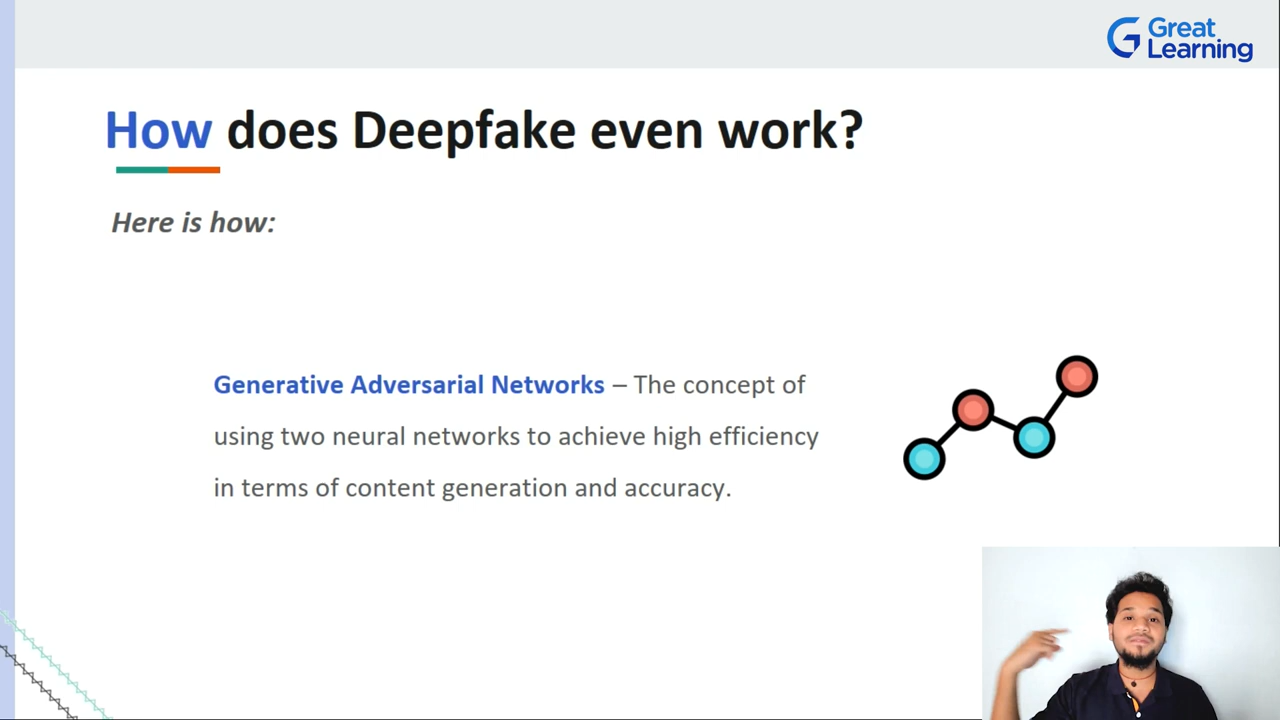 Great
Learning
How does Deepfake even work?
Here is how:
Generative Adversarial Networks – The concept of
using two neural networks to achieve high efficiency
in terms of content generation and accuracy.